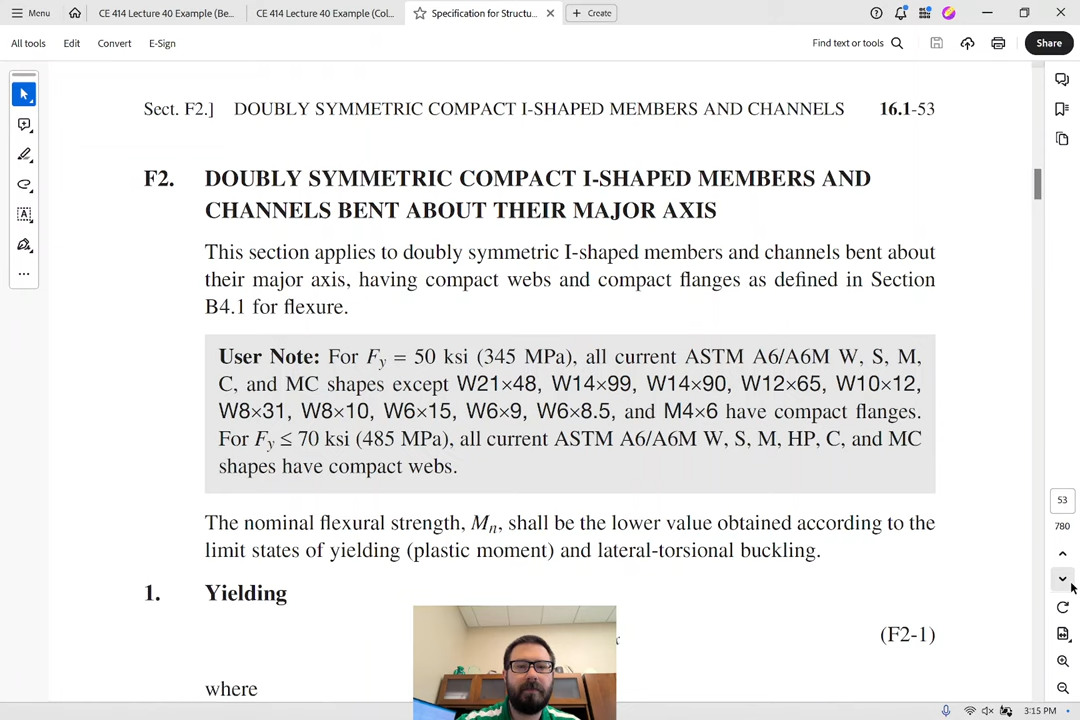 Menu
CE 414 Lecture 40 Example (Be...
CE 414 Lecture 40 Example (Col...
Specification for Structu...
Create
All tools
Edit
Convert
E-Sign
Find text or tools
Share
Sect. F2.] DOUBLY SYMMETRIC COMPACT I-SHAPED MEMBERS AND CHANNELS 16.1-53
F2. DOUBLY SYMMETRIC COMPACT I-SHAPED MEMBERS AND
CHANNELS BENT ABOUT THEIR MAJOR AXIS
This section applies to doubly symmetric I-shaped members and channels bent about
their major axis, having compact webs and compact flanges as defined in Section
B4.1 for flexure.
User Note: For Fy = 50 ksi (345 MPa), all current ASTM A6/A6M W, S, M,
C, and MC shapes except W21×48, W14×99, W14×90, W12×65, W10×12,
W8×31, W8×10, W6×15, W6×9, W6×8.5, and M4×6 have compact flanges.
For Fy ≤ 70 ksi (485 MPa), all current ASTM A6/A6M W, S, M, HP, C, and MC
shapes have compact webs.
The nominal flexural strength, Mn, shall be the lower value obtained according to the
limit states of yielding (plastic moment) and lateral-torsional buckling.
1. Yielding
(F2-1)
where
53
780
3:15 PM